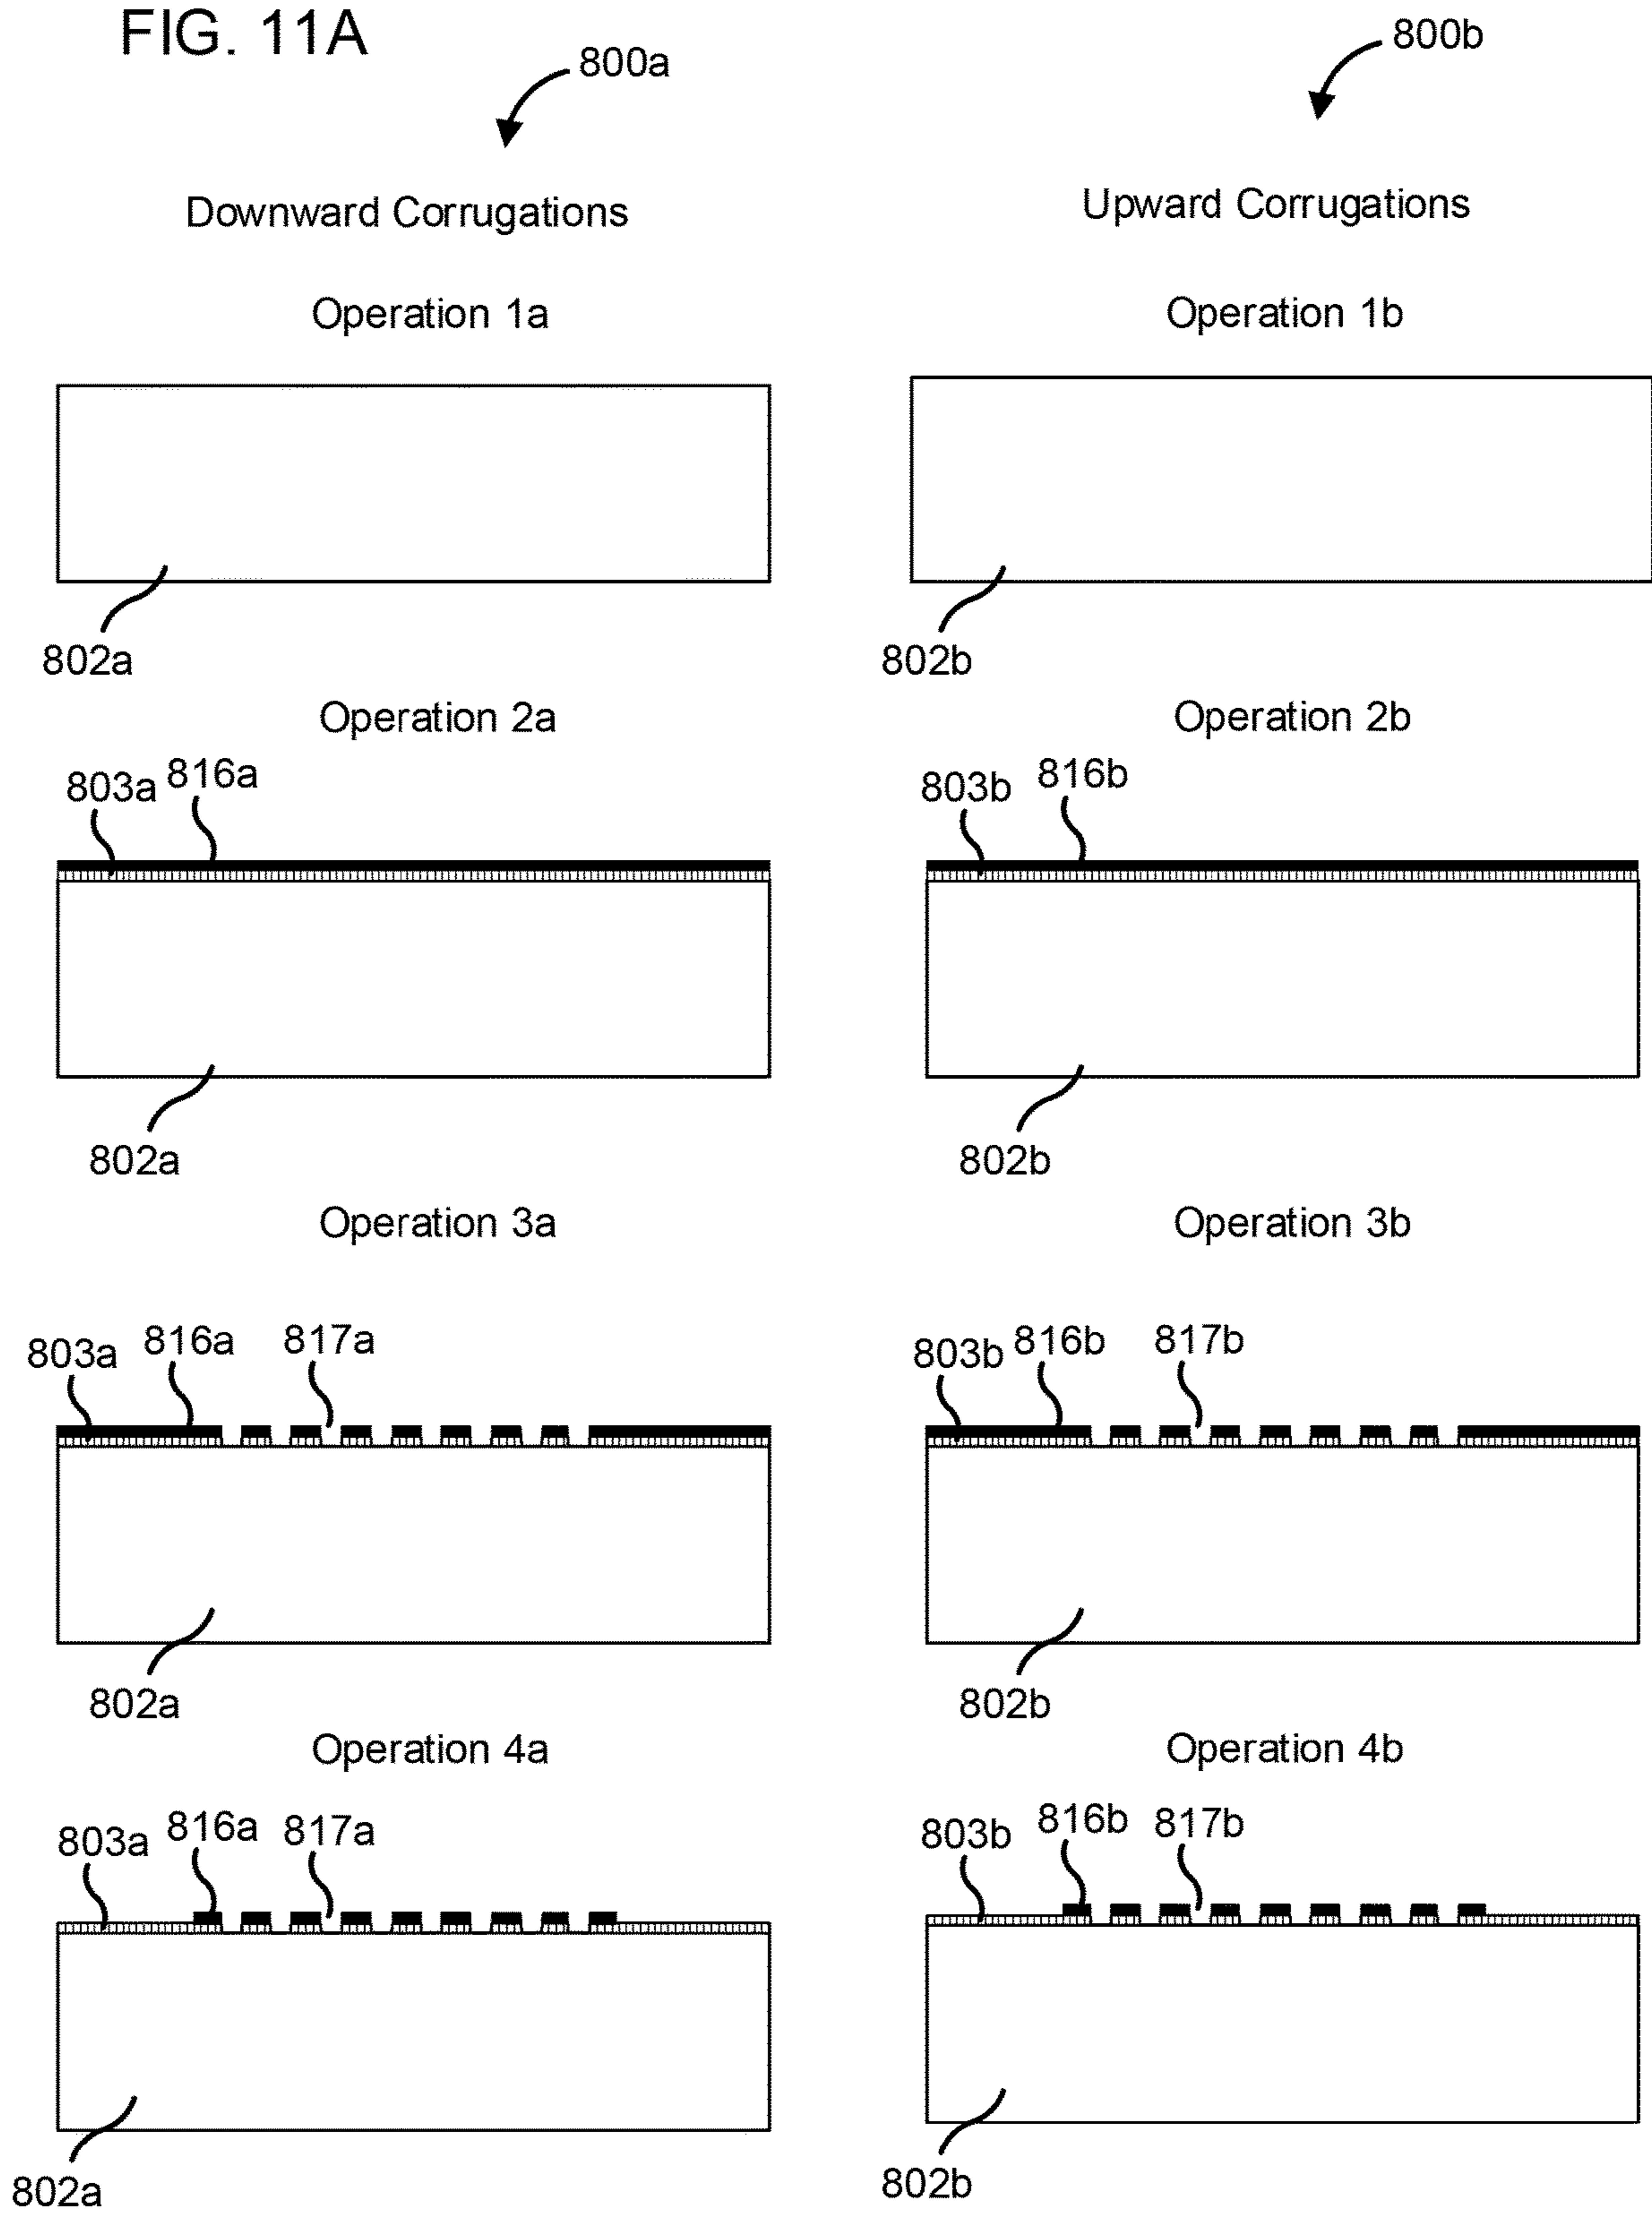 FIG. 11A
800a
800b
Downward Corrugations
Upward Corrugations
Operation 1a
Operation 1b
802a
802b
Operation 2a
Operation 2b
803a 816a
803b 816b
802a
802b
Operation 3a
Operation 3b
803a 816a 817a
803b 816b 817b
802a
802b
Operation 4a
Operation 4b
803a 816a 817a
803b 816b 817b
802a
802b